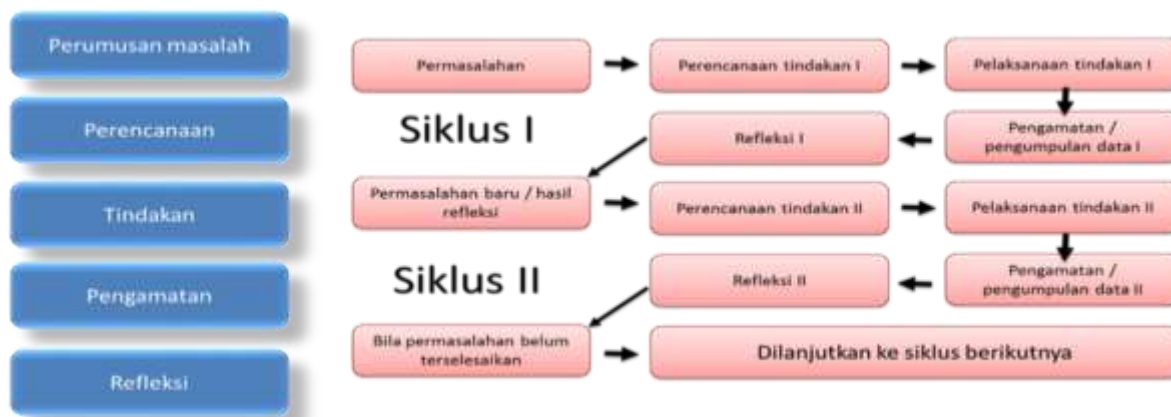 Perumusan masalah
Perencanaan
Tindakan
Pengamatan
Refleksi
Permasalahan
Perencanaan tindakan I
Pelaksanaan tindakan I
Siklus I
Refleksi I
Pengamatan /
pengumpulan data I
Permasalahan baru / hasil
refleksi
Perencanaan tindakan II
Pelaksanaan tindakan II
Siklus II
Refleksi II
Pengamatan /
pengumpulan data II
Bila permasalahan belum
terselesaikan
Dilanjutkan ke siklus berikutnya